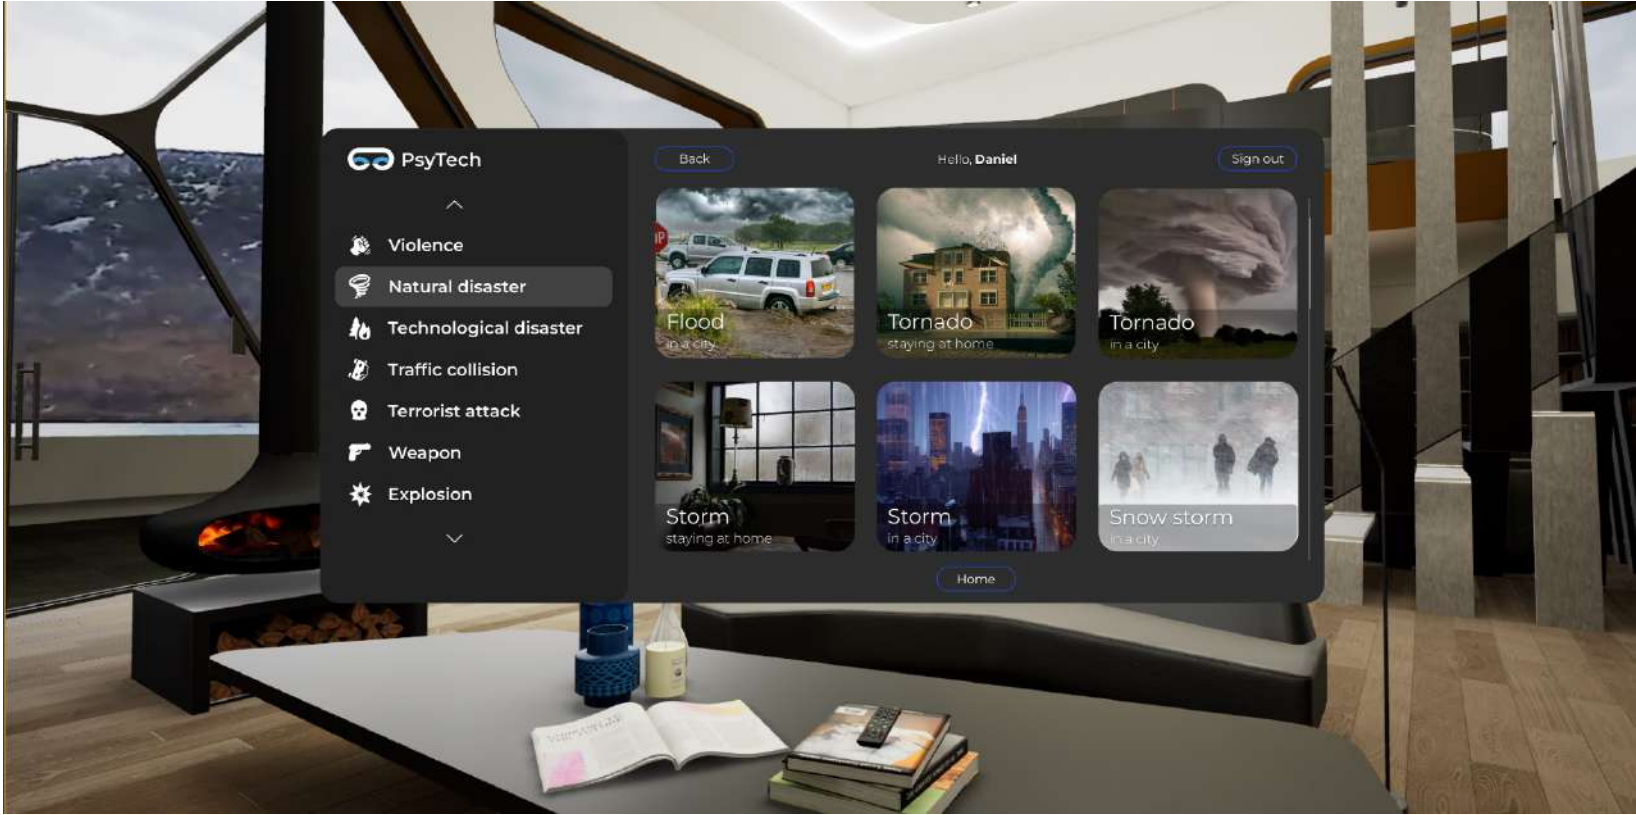 PsyTech
Violence
Natural disaster
Technological disaster
Traffic collision
Terrorist attack
Weapon
Explosion
Back
Hello, Daniel
Sign out
Flood
in a city
Tornado
staying at home
Tornado
in a city
Storm
staying at home
Storm
in a city
Snow storm
in a city
Home